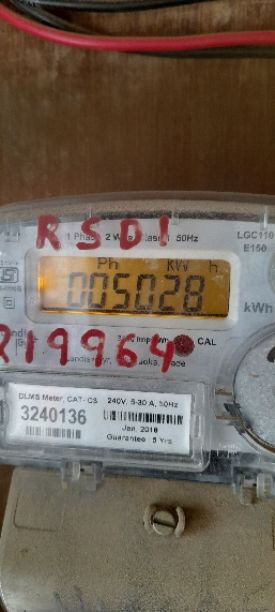 RSD1
1 Phase 2 Wire 50Hz
LGC110
E150
Ph kW h
005028
kWh
219964
CAL
DLMS Meter, CAT- C3 240V, 5-30 A, 50Hz
3240136
Jan, 2018
Guarantee : 5 Yrs